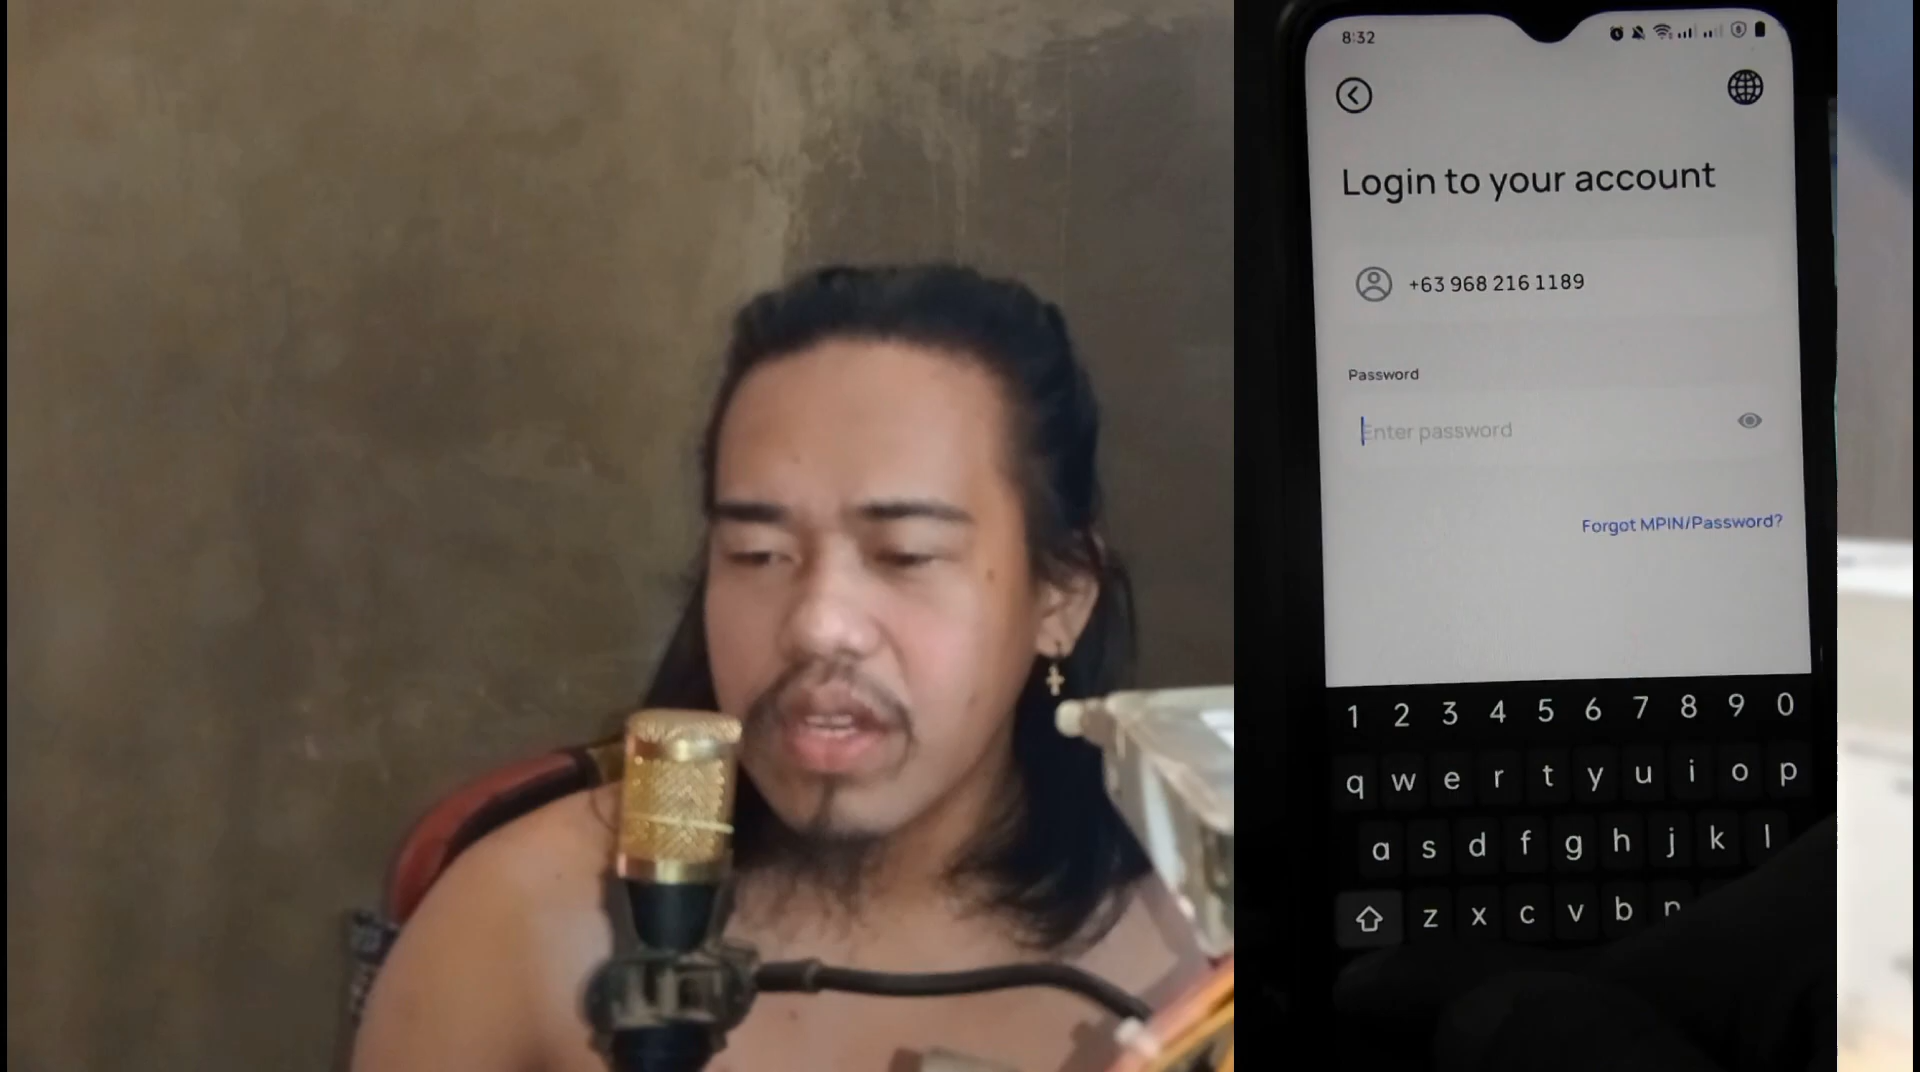 8:32
Login to your account
+63 968 216 1189
Password
Enter password
Forgot MPIN/Password?
1 2 3 4 5 6 7 8 9 0
q w e r t y u i o p
a s d f g h j k l
z x c v b n